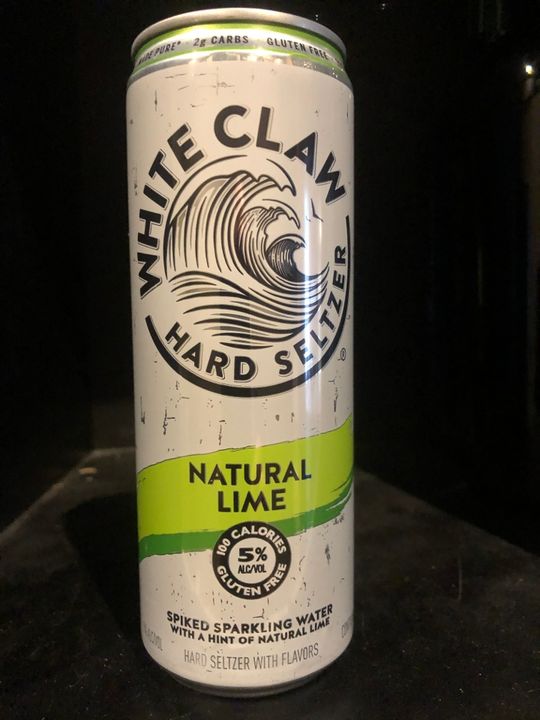 2g CARBS GLUTEN FREE
WHITE CLAW
HARD SELTZER
®
NATURAL
LIME
100 CALORIES
5%
ALC/VOL
GLUTEN FREE
SPIKED SPARKLING WATER
WITH A HINT OF NATURAL LIME
HARD SELTZER WITH FLAVORS